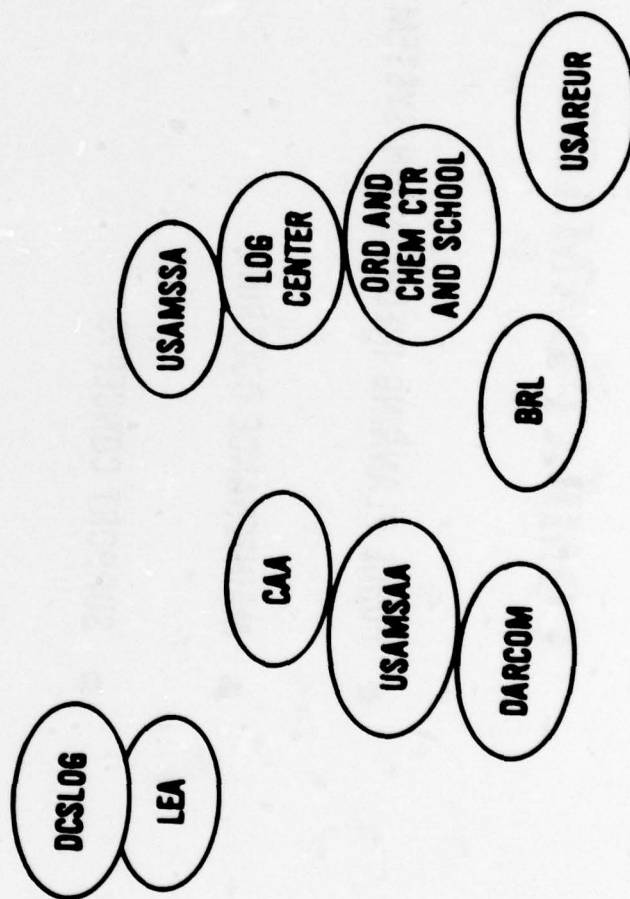 DCSLOG
LEA
CAA
USAMSAA
DARCOM
USAMSSA
LOG
CENTER
ORD AND
CHEM CTR
AND SCHOOL
BRL
USAREUR